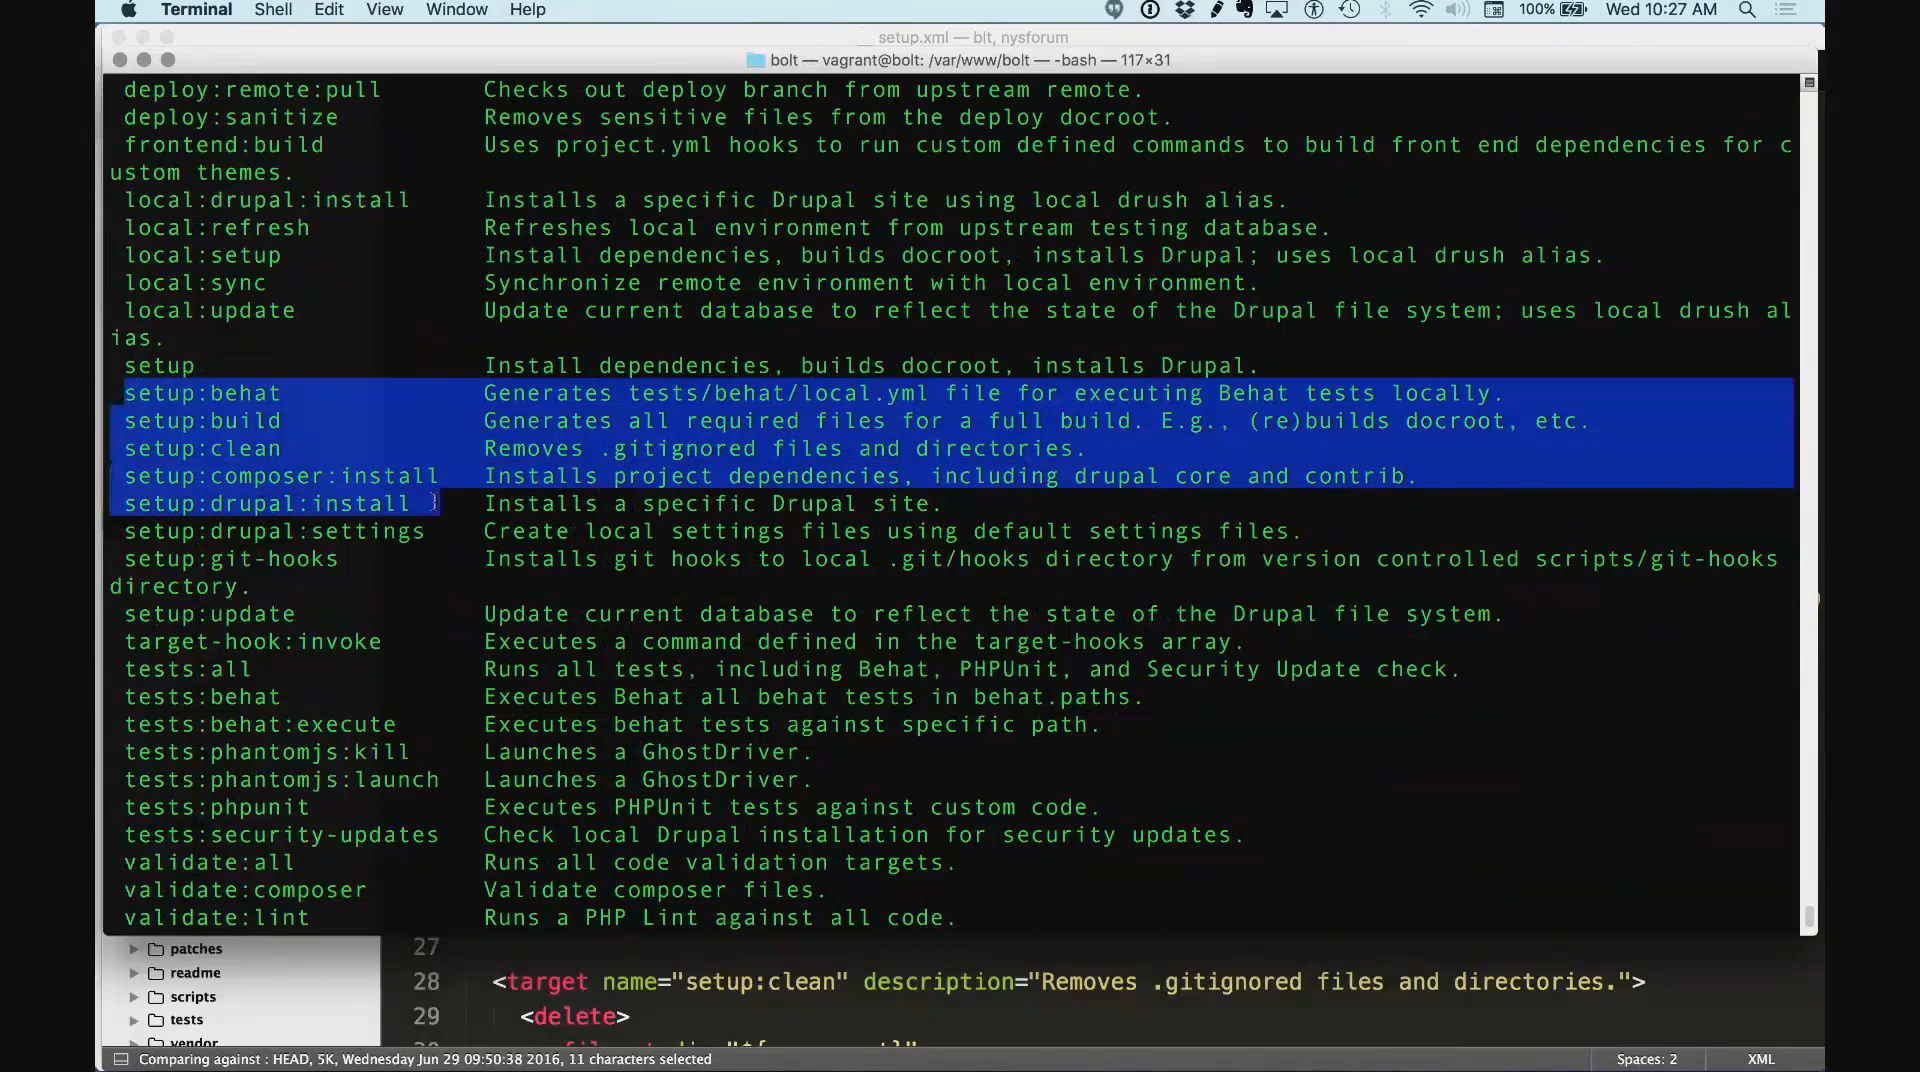 Terminal Shell Edit View Window Help 100% Wed 10:27 AM
setup.xml — blt, nysforum
bolt — vagrant@bolt: /var/www/bolt — -bash — 117×31
deploy:remote:pull Checks out deploy branch from upstream remote.
deploy:sanitize Removes sensitive files from the deploy docroot.
frontend:build Uses project.yml hooks to run custom defined commands to build front end dependencies for c
ustom themes.
local:drupal:install Installs a specific Drupal site using local drush alias.
local:refresh Refreshes local environment from upstream testing database.
local:setup Install dependencies, builds docroot, installs Drupal; uses local drush alias.
local:sync Synchronize remote environment with local environment.
local:update Update current database to reflect the state of the Drupal file system; uses local drush al
ias.
setup Install dependencies, builds docroot, installs Drupal.
setup:behat Generates tests/behat/local.yml file for executing Behat tests locally.
setup:build Generates all required files for a full build. E.g., (re)builds docroot, etc.
setup:clean Removes .gitignored files and directories.
setup:composer:install Installs project dependencies, including drupal core and contrib.
setup:drupal:install Installs a specific Drupal site.
setup:drupal:settings Create local settings files using default settings files.
setup:git-hooks Installs git hooks to local .git/hooks directory from version controlled scripts/git-hooks
directory.
setup:update Update current database to reflect the state of the Drupal file system.
target-hook:invoke Executes a command defined in the target-hooks array.
tests:all Runs all tests, including Behat, PHPUnit, and Security Update check.
tests:behat Executes Behat all behat tests in behat.paths.
tests:behat:execute Executes behat tests against specific path.
tests:phantomjs:kill Launches a GhostDriver.
tests:phantomjs:launch Launches a GhostDriver.
tests:phpunit Executes PHPUnit tests against custom code.
tests:security-updates Check local Drupal installation for security updates.
validate:all Runs all code validation targets.
validate:composer Validate composer files.
validate:lint Runs a PHP Lint against all code.
patches
readme
scripts
tests
vendor
27
28 <target name="setup:clean" description="Removes .gitignored files and directories.">
29 <delete>
Comparing against : HEAD, 5K, Wednesday Jun 29 09:50:38 2016, 11 characters selected Spaces: 2 XML